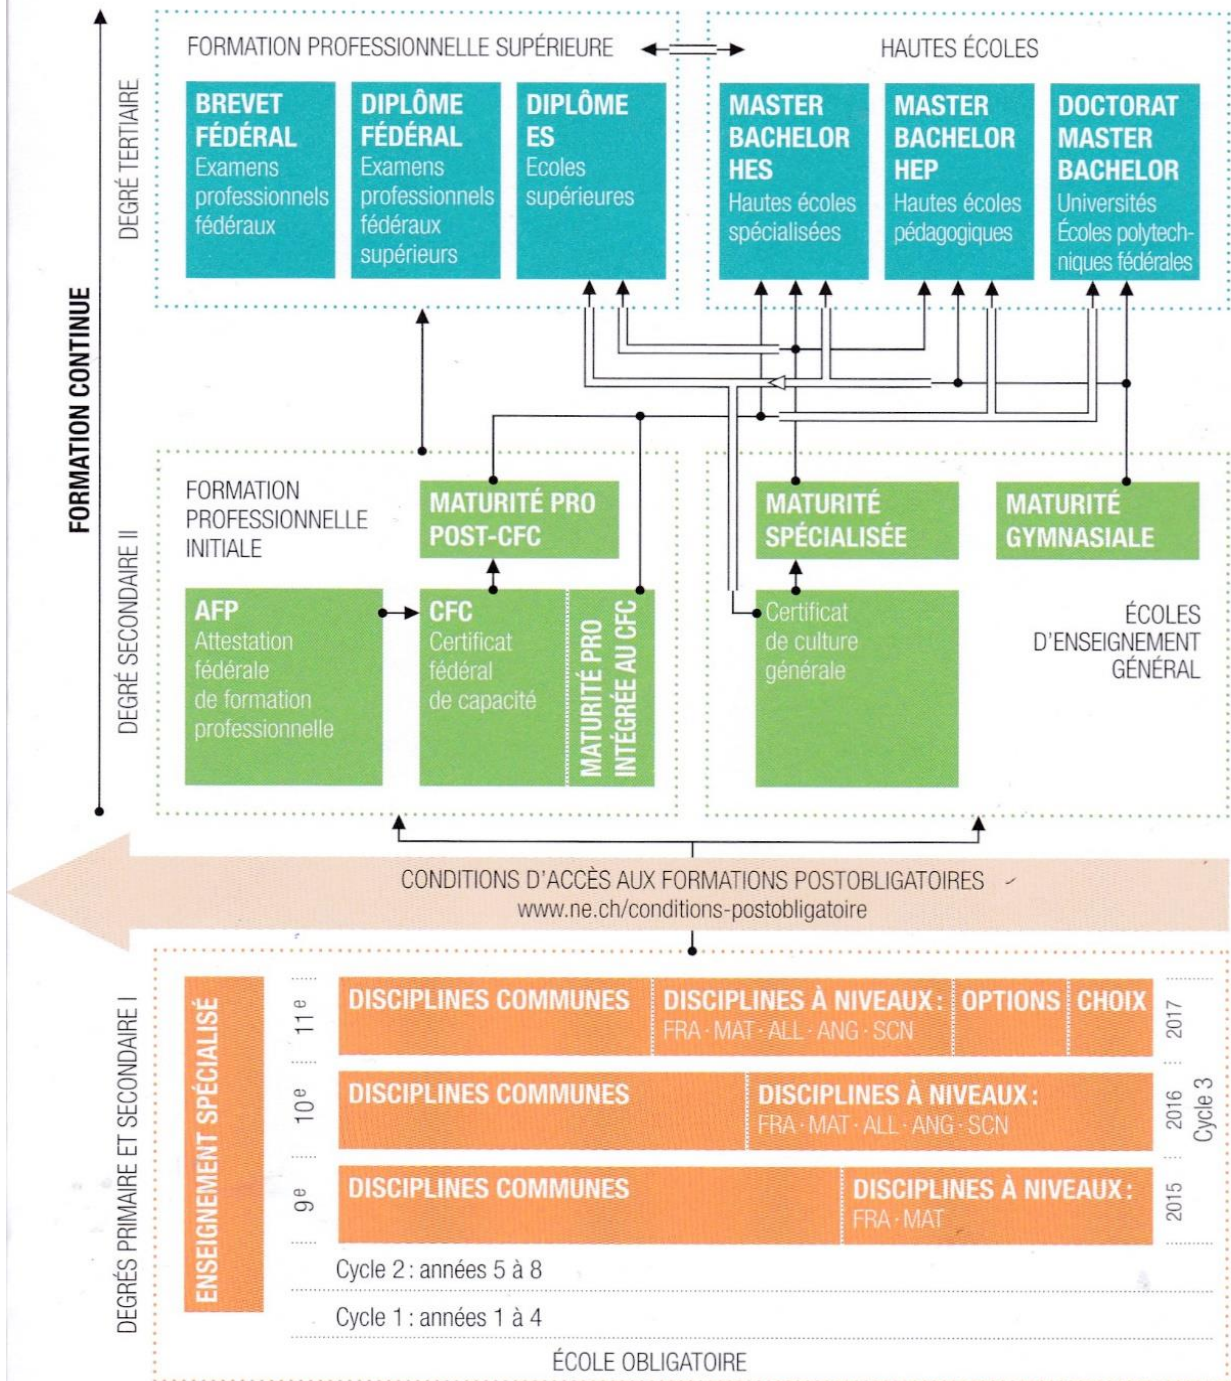 FORMATION CONTINUE
DEGRÉ TERTIAIRE
FORMATION PROFESSIONNELLE SUPÉRIEURE
HAUTES ÉCOLES
BREVET
FÉDÉRAL
Examens
professionnels
fédéraux
DIPLÔME
FÉDÉRAL
Examens
professionnels
fédéraux
supérieurs
DIPLÔME
ES
Ecoles
supérieures
MASTER
BACHELOR
HES
Hautes écoles
spécialisées
MASTER
BACHELOR
HEP
Hautes écoles
pédagogiques
DOCTORAT
MASTER
BACHELOR
Universités
Écoles polytech-
niques fédérales
DEGRÉ SECONDAIRE II
FORMATION
PROFESSIONNELLE
INITIALE
MATURITÉ PRO
POST-CFC
MATURITÉ
SPÉCIALISÉE
MATURITÉ
GYMNASIALE
AFP
Attestation
fédérale
de formation
professionnelle
CFC
Certificat
fédéral
de capacité
MATURITÉ PRO
INTÉGRÉE AU CFC
Certificat
de culture
générale
ÉCOLES
D'ENSEIGNEMENT
GÉNÉRAL
CONDITIONS D'ACCÈS AUX FORMATIONS POSTOBLIGATOIRES
www.ne.ch/conditions-postobligatoire
DEGRÉS PRIMAIRE ET SECONDAIRE I
ENSEIGNEMENT SPÉCIALISÉ
11e
DISCIPLINES COMMUNES
DISCIPLINES À NIVEAUX :
FRA · MAT · ALL · ANG · SCN
OPTIONS
CHOIX
2017
10e
DISCIPLINES COMMUNES
DISCIPLINES À NIVEAUX :
FRA · MAT · ALL · ANG · SCN
2016
Cycle 3
9e
DISCIPLINES COMMUNES
DISCIPLINES À NIVEAUX :
FRA · MAT
2015
Cycle 2 : années 5 à 8
Cycle 1 : années 1 à 4
ÉCOLE OBLIGATOIRE